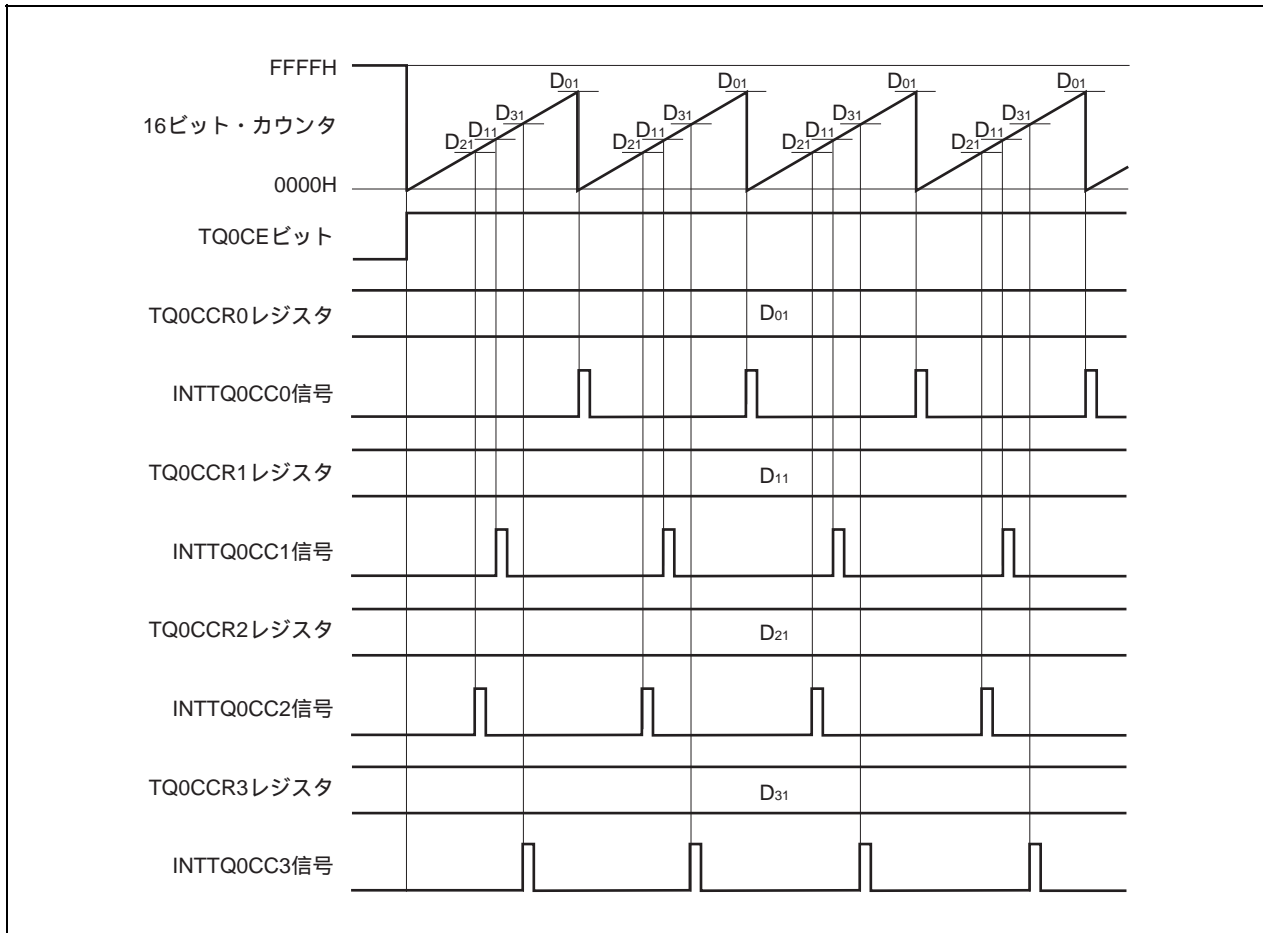 FFFFH
16ビット・カウンタ
0000H
D01 D01 D01 D01
D31 D31 D31 D31
D11 D11 D11 D11
D21 D21 D21 D21
TQ0CEビット
TQ0CCR0レジスタ D01
INTTQ0CC0信号
TQ0CCR1レジスタ D11
INTTQ0CC1信号
TQ0CCR2レジスタ D21
INTTQ0CC2信号
TQ0CCR3レジスタ D31
INTTQ0CC3信号